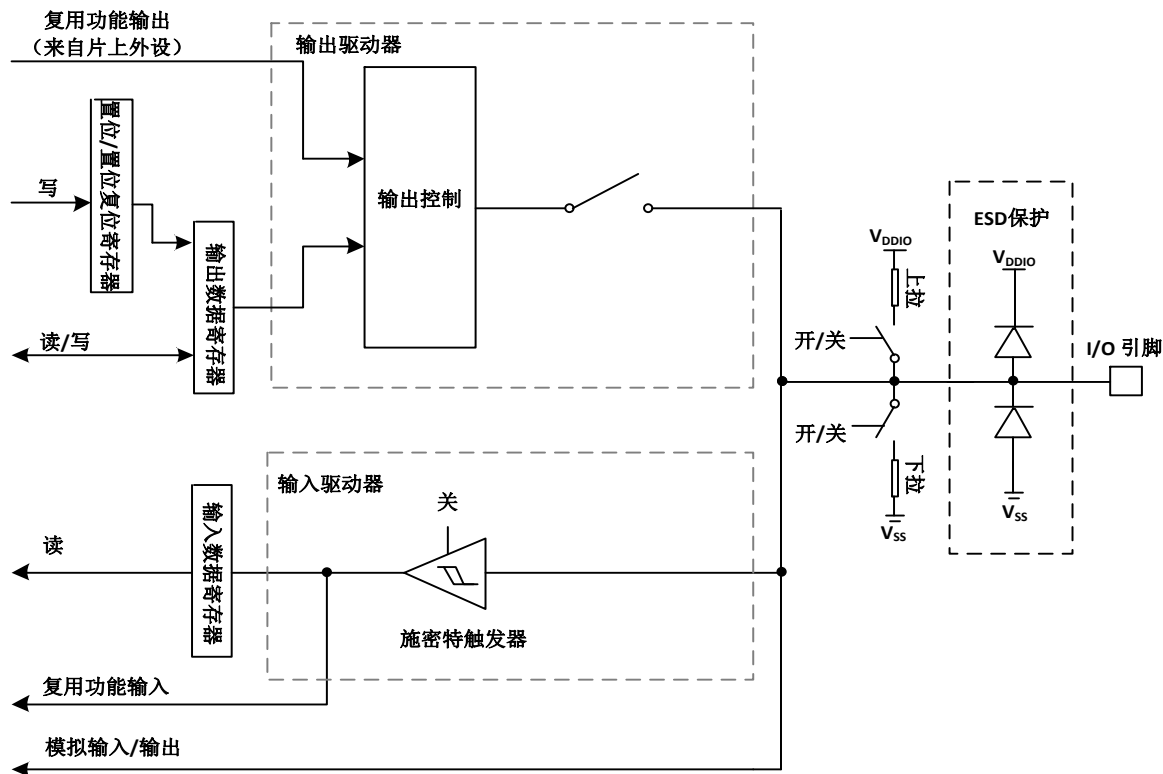 复用功能输出
（来自片上外设）
输出驱动器
置位/置位复位寄存器
写
输出控制
输出数据寄存器
读/写
ESD保护
VDDIO
VDDIO
上拉
开/关
I/O 引脚
开/关
下拉
VSS
VSS
输入驱动器
关
输入数据寄存器
读
施密特触发器
复用功能输入
模拟输入/输出